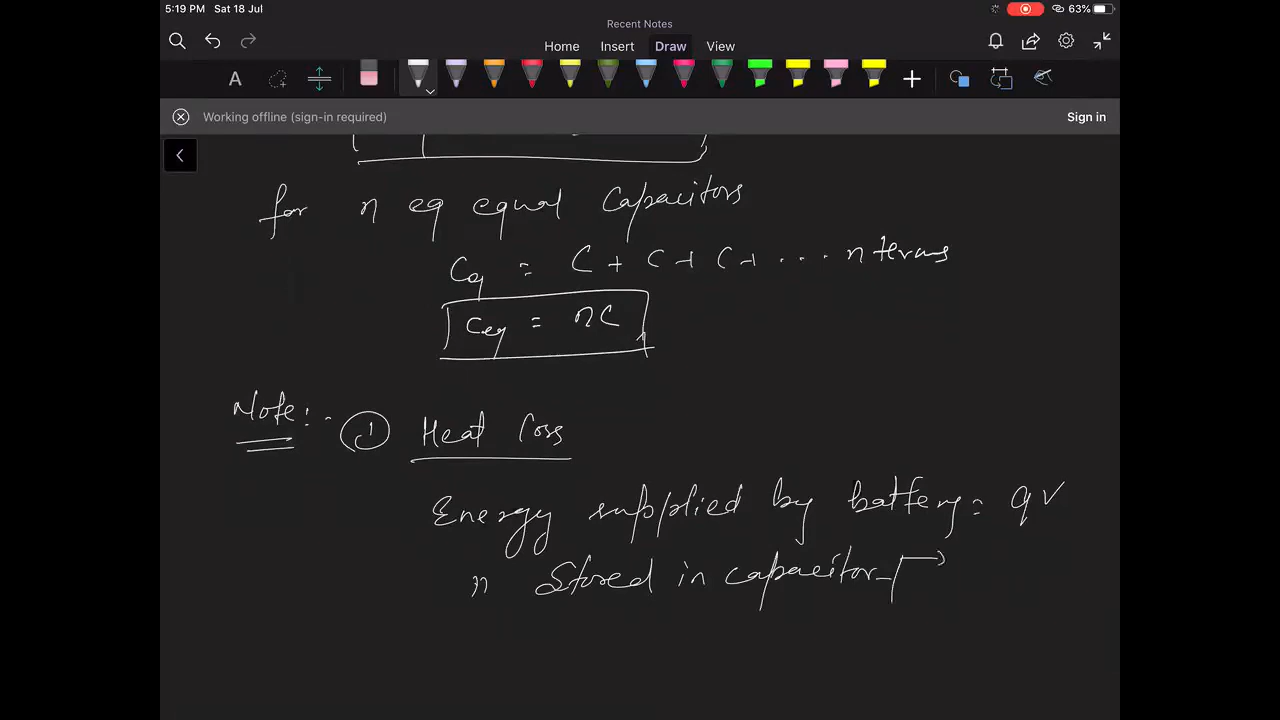 5:19 PM Sat 18 Jul
63%
Recent Notes
Home Insert Draw View
A
Working offline (sign-in required)
Sign in
for n eq equal capacitors
Ceq = C + C + C + ... n terms
Ceq = nC
Note:- 1 Heat Loss
Energy supplied by battery = qV
" Stored in capacitor